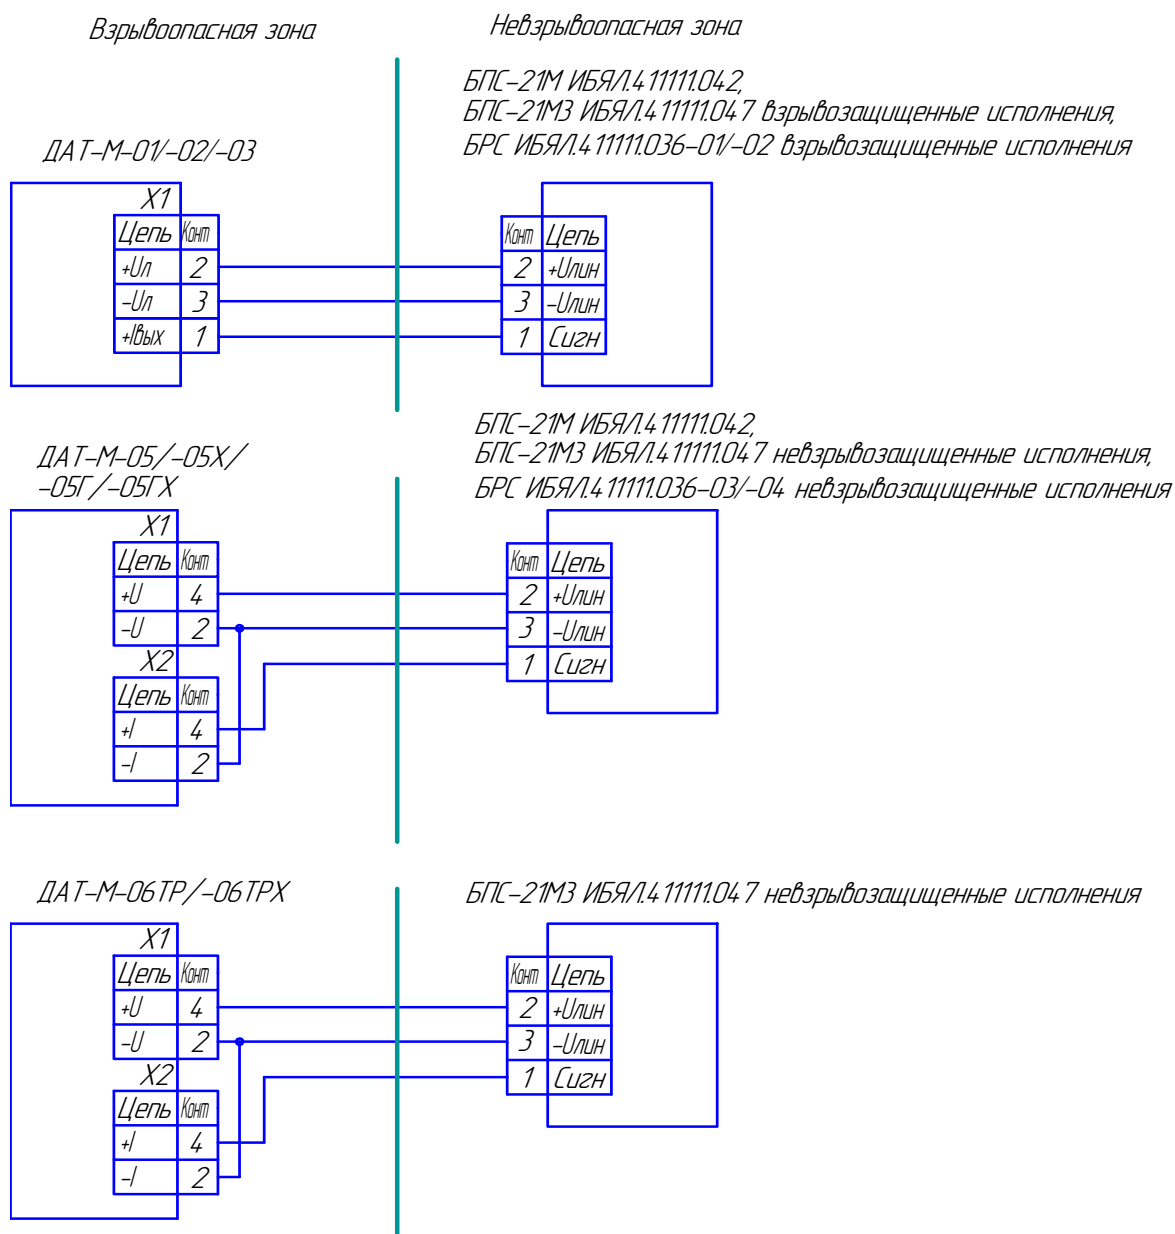 Взрывоопасная зона
Невзрывоопасная зона
БПС-21М ИБЯЛ.411111.042,
БПС-21М3 ИБЯЛ.411111.047 взрывозащищенные исполнения,
БРС ИБЯЛ.411111.036-01/-02 взрывозащищенные исполнения
ДАТ-М-01/-02/-03
X1
Цепь Конт
+Uл 2
-Uл 3
+Iвых 1
Конт Цепь
2 +Uлин
3 -Uлин
1 Сигн
БПС-21М ИБЯЛ.411111.042,
БПС-21М3 ИБЯЛ.411111.047 невзрывозащищенные исполнения,
БРС ИБЯЛ.411111.036-03/-04 невзрывозащищенные исполнения
ДАТ-М-05/-05Х/
-05Г/-05ГХ
X1
Цепь Конт
+U 4
-U 2
X2
Цепь Конт
+I 4
-I 2
Конт Цепь
2 +Uлин
3 -Uлин
1 Сигн
ДАТ-М-06ТР/-06ТРХ
БПС-21М3 ИБЯЛ.411111.047 невзрывозащищенные исполнения
X1
Цепь Конт
+U 4
-U 2
X2
Цепь Конт
+I 4
-I 2
Конт Цепь
2 +Uлин
3 -Uлин
1 Сигн